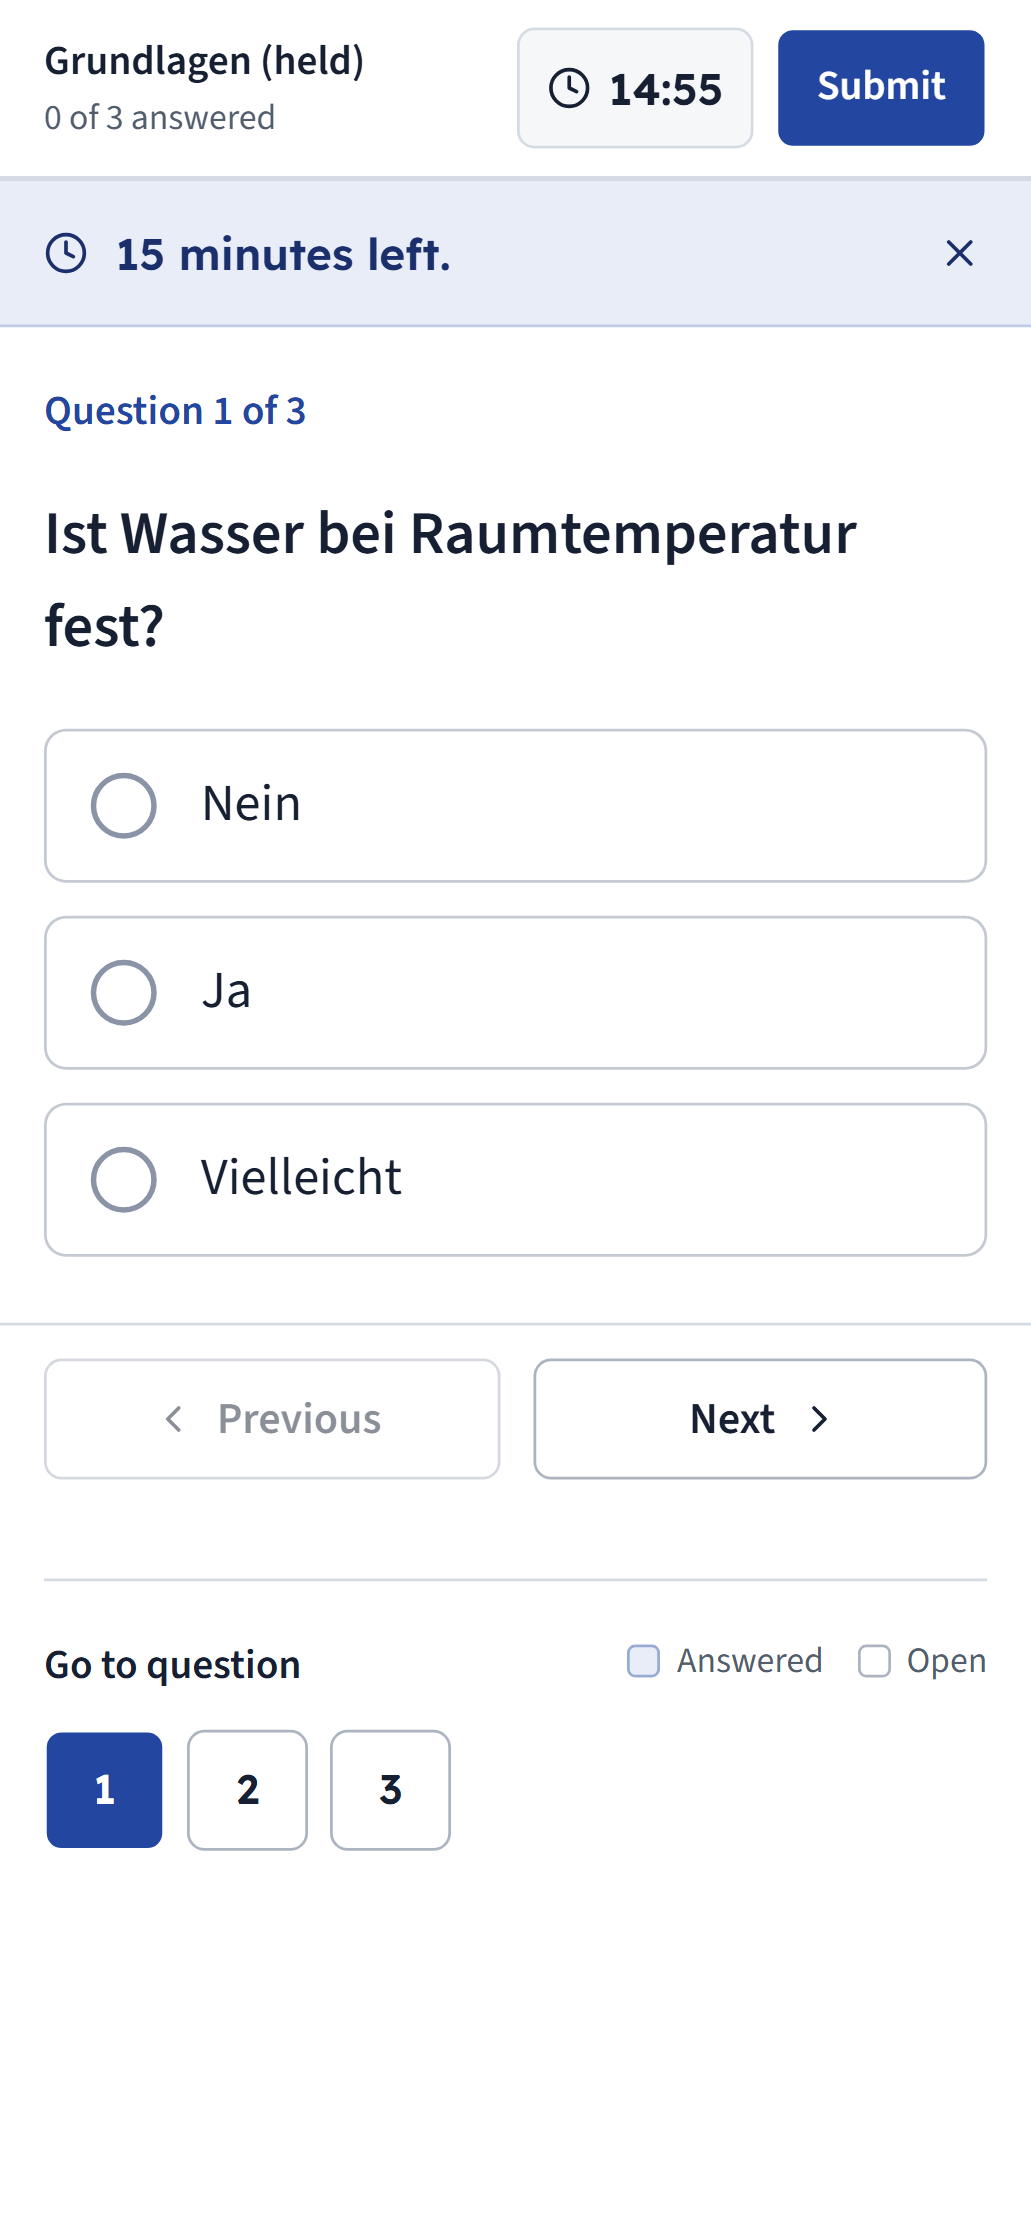 Grundlagen (held)
0 of 3 answered
14:55
Submit
15 minutes left.
Question 1 of 3
Ist Wasser bei Raumtemperatur
fest?
Nein
Ja
Vielleicht
Previous
Next
Go to question
Answered
Open
1
2
3